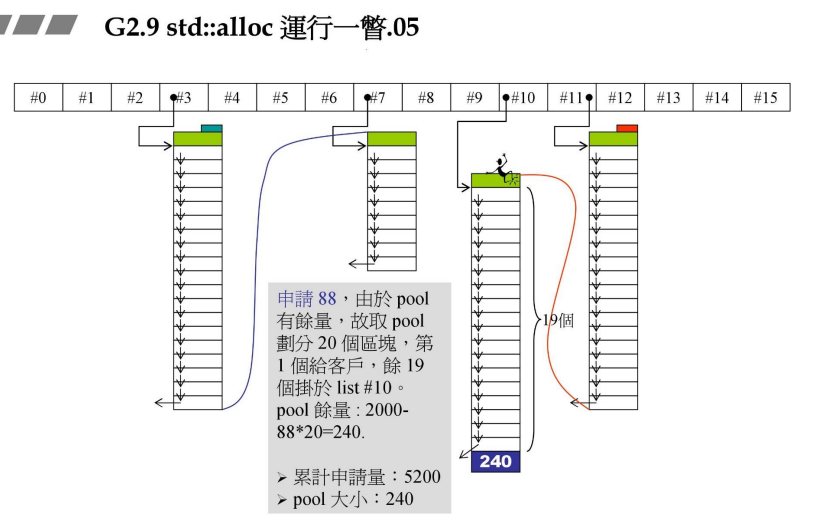 G2.9 std::alloc 運行一瞥.05
#0 #1 #2 #3 #4 #5 #6 #7 #8 #9 #10 #11 #12 #13 #14 #15
申請 88，由於 pool
有餘量，故取 pool
劃分 20 個區塊，第
1 個給客戶，餘 19
個掛於 list #10。
pool 餘量 : 2000-
88*20=240.
➢ 累計申請量：5200
➢ pool 大小：240
19個
240